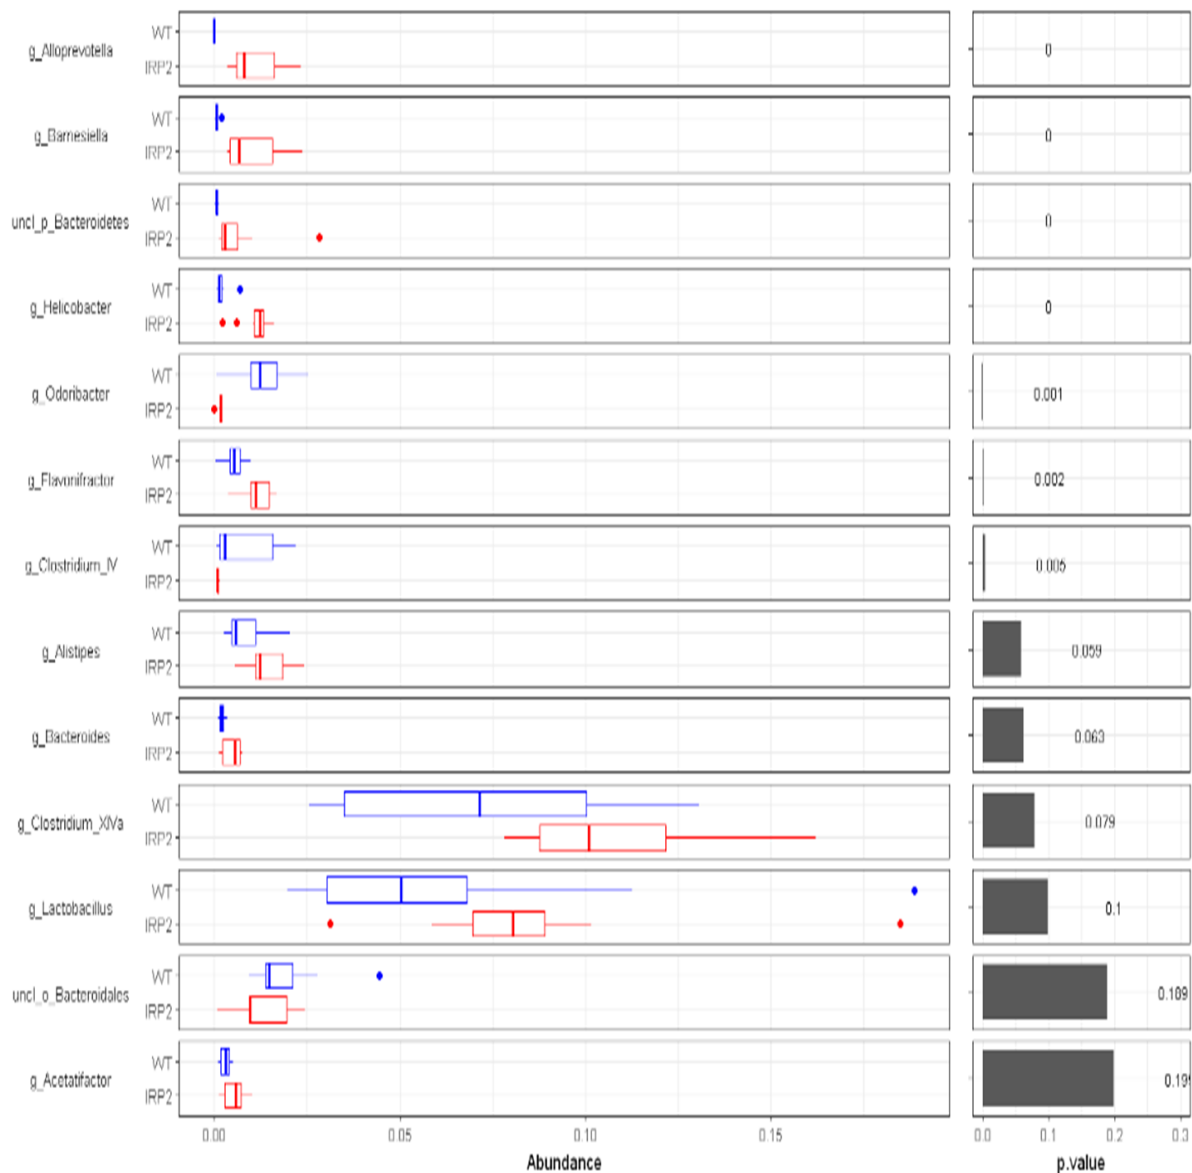 WT
g_Alloprevotella
IRP2
0
WT
g_Barnesiella
IRP2
0
WT
uncl_p_Bacteroidetes
IRP2
0
WT
g_Helicobacter
IRP2
0
WT
g_Odoribacter
IRP2
0.001
WT
g_Flavonifractor
IRP2
0.002
WT
g_Clostridium_IV
IRP2
0.005
WT
g_Alistipes
IRP2
0.059
WT
g_Bacteroides
IRP2
0.063
WT
g_Clostridium_XIVa
IRP2
0.079
WT
g_Lactobacillus
IRP2
0.1
WT
uncl_o_Bacteroidales
IRP2
WT
g_Acetatifactor
IRP2
0.00 0.05 0.10 0.15
0.0 0.1 0.2 0.3
Abundance
p.value